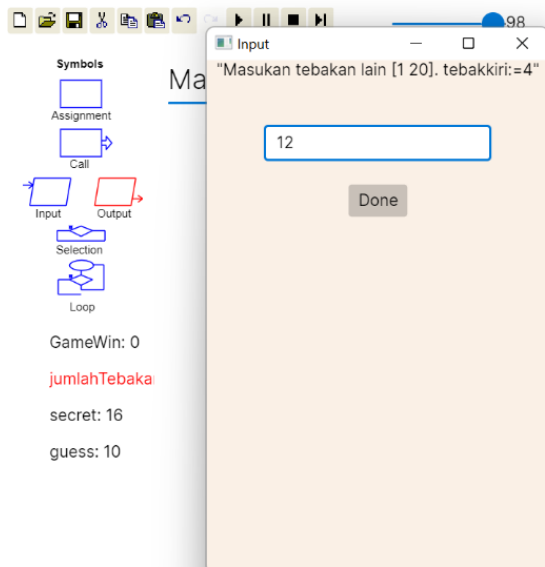 98
Input
"Masukan tebakan lain [1 20]. tebakkiri:=4"
Symbols
Ma
Assignment
12
Call
Done
Input
Output
Selection
Loop
GameWin: 0
jumlahTebaka
secret: 16
guess: 10